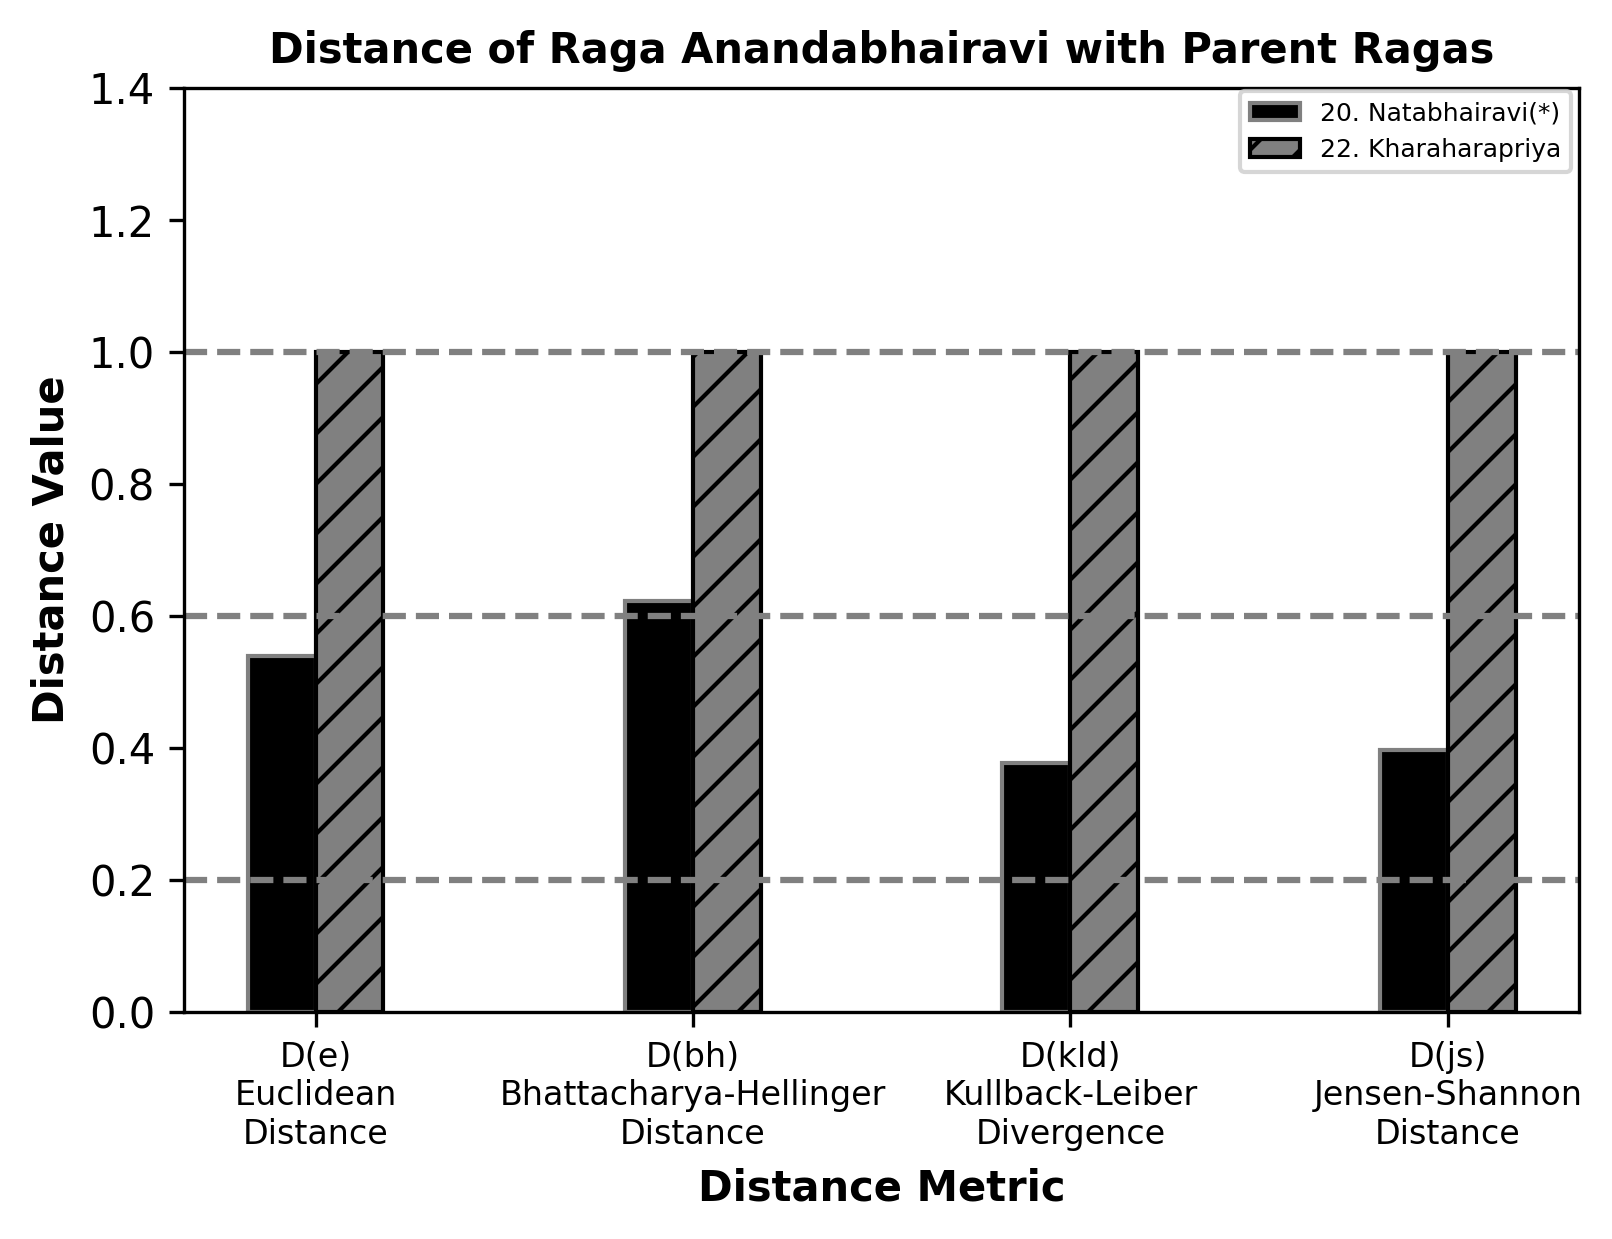 Distance of Raga Anandabhairavi with Parent Ragas
20. Natabhairavi(*)
22. Kharaharapriya
Distance Value
1.4
1.2
1.0
0.8
0.6
0.4
0.2
0.0
D(e)
Euclidean
Distance
D(bh)
Bhattacharya-Hellinger
Distance
D(kld)
Kullback-Leiber
Divergence
D(js)
Jensen-Shannon
Distance
Distance Metric